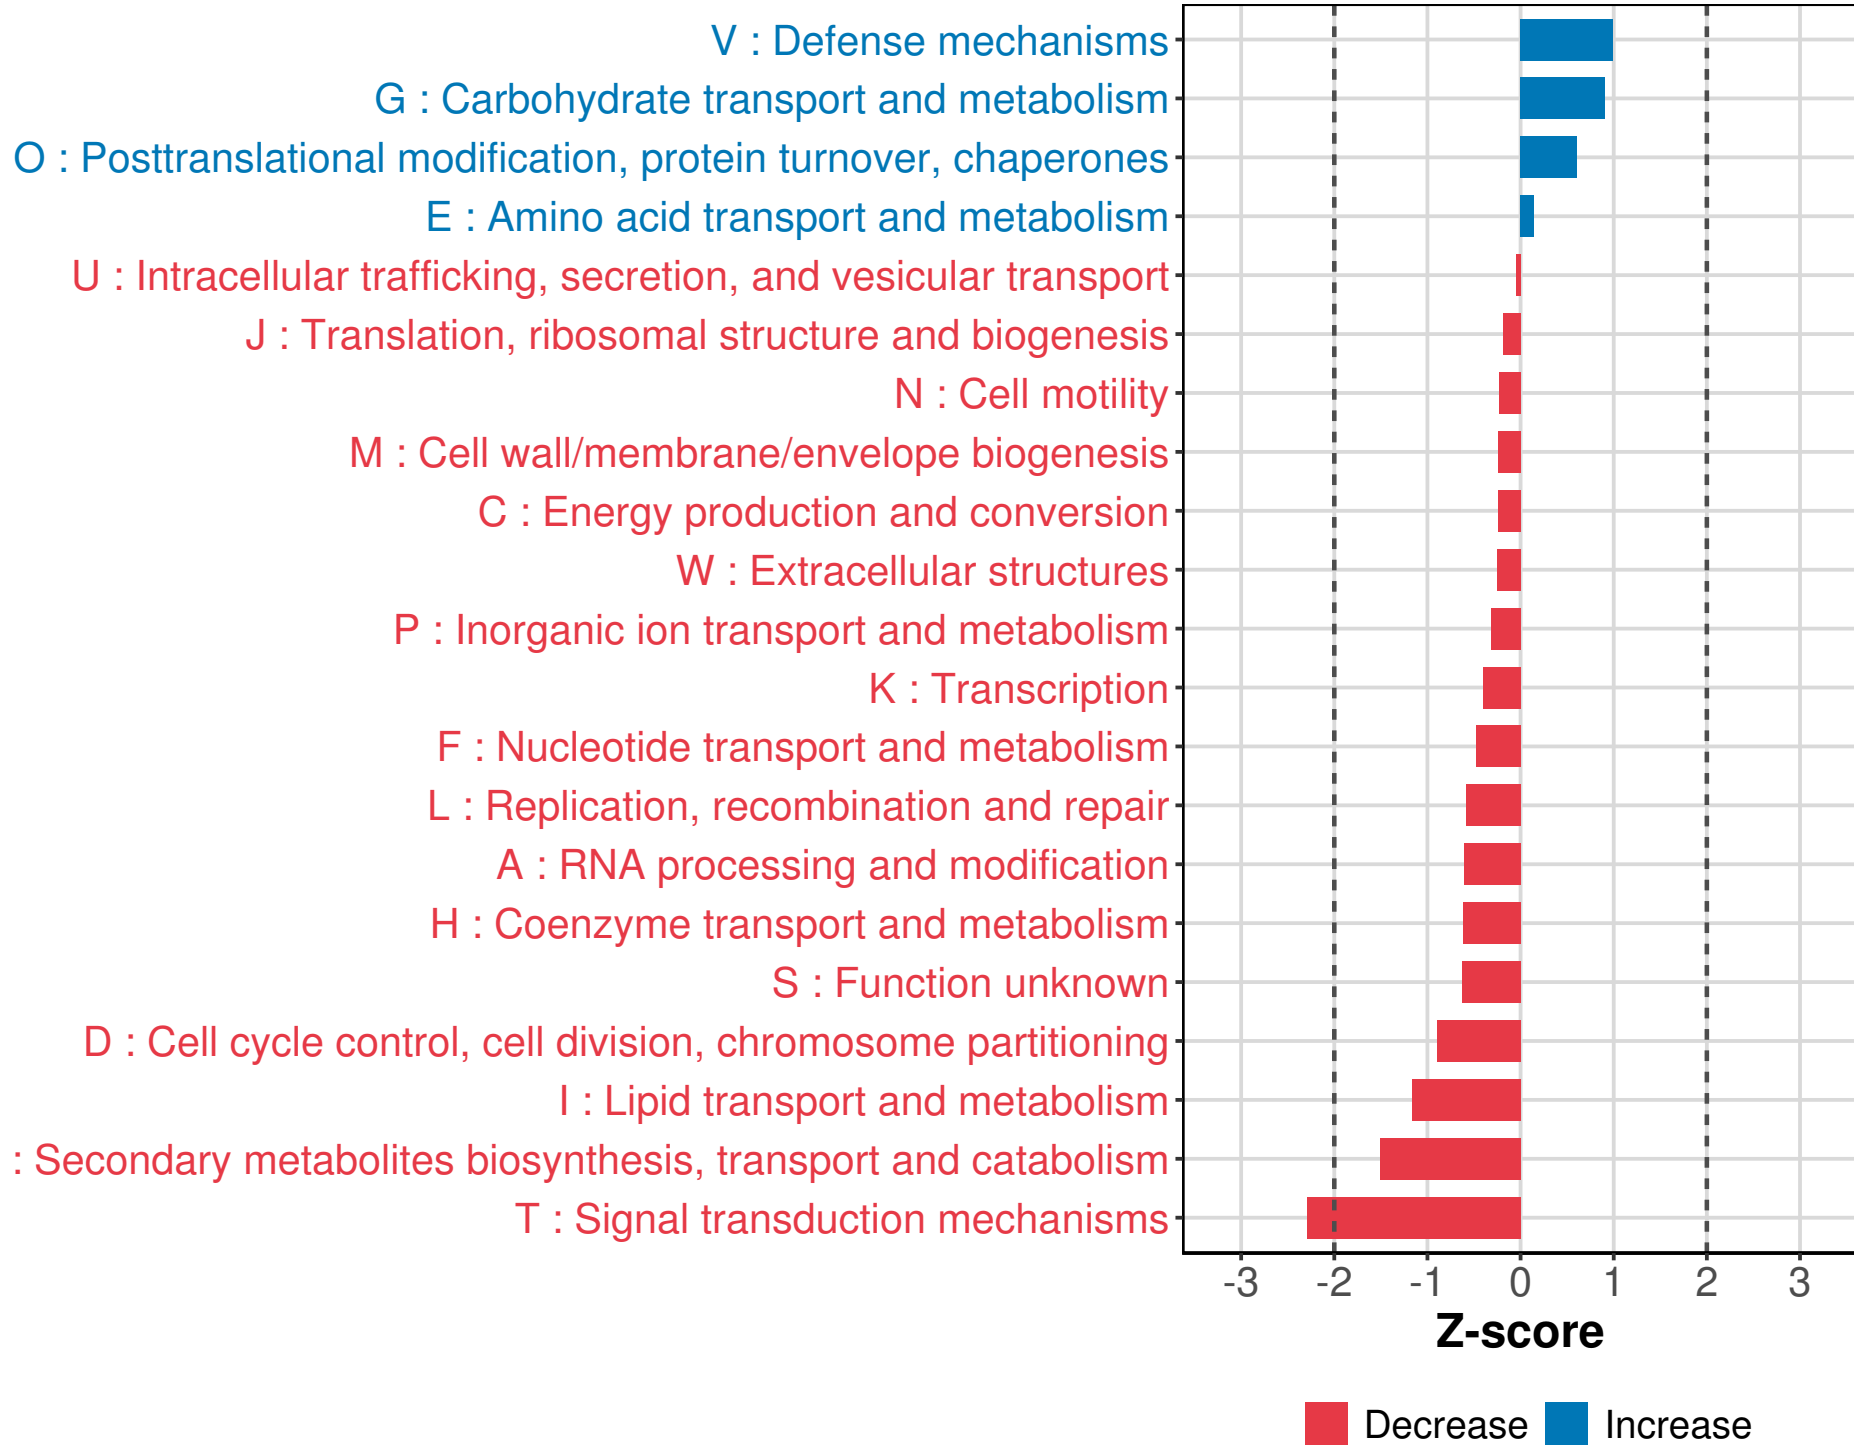 V : Defense mechanisms
G : Carbohydrate transport and metabolism
O : Posttranslational modification, protein turnover, chaperones
E : Amino acid transport and metabolism
U : Intracellular trafficking, secretion, and vesicular transport
J : Translation, ribosomal structure and biogenesis
N : Cell motility
M : Cell wall/membrane/envelope biogenesis
C : Energy production and conversion
W : Extracellular structures
P : Inorganic ion transport and metabolism
K : Transcription
F : Nucleotide transport and metabolism
L : Replication, recombination and repair
A : RNA processing and modification
H : Coenzyme transport and metabolism
S : Function unknown
D : Cell cycle control, cell division, chromosome partitioning
I : Lipid transport and metabolism
: Secondary metabolites biosynthesis, transport and catabolism
T : Signal transduction mechanisms
-3 -2 -1 0 1 2 3
Z-score
Decrease Increase